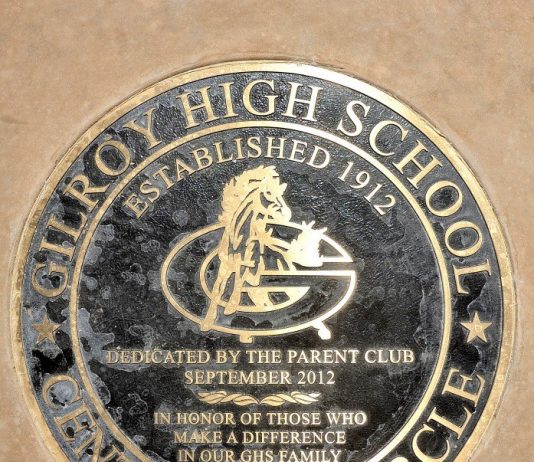 GILROY HIGH SCHOOL
ESTABLISHED 1912
G
DEDICATED BY THE PARENT CLUB
SEPTEMBER 2012
IN HONOR OF THOSE WHO
MAKE A DIFFERENCE
IN OUR GHS FAMILY